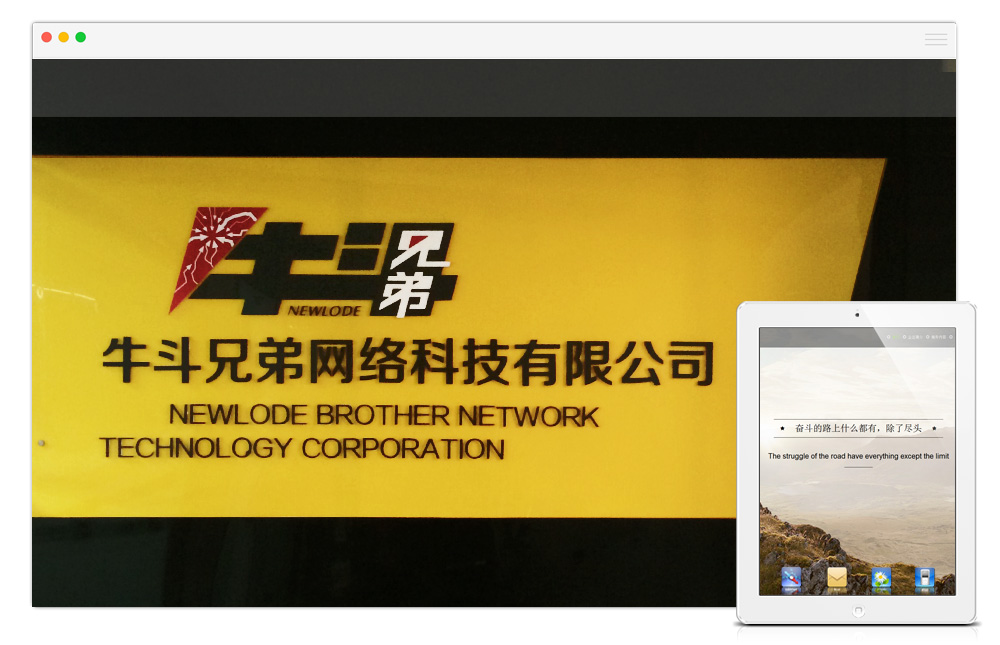 牛斗
兄弟
NEWLODE
牛斗兄弟网络科技有限公司
NEWLODE BROTHER NETWORK
TECHNOLOGY CORPORATION
奋斗的路上什么都有，除了尽头
The struggle of the road have everything except the limit